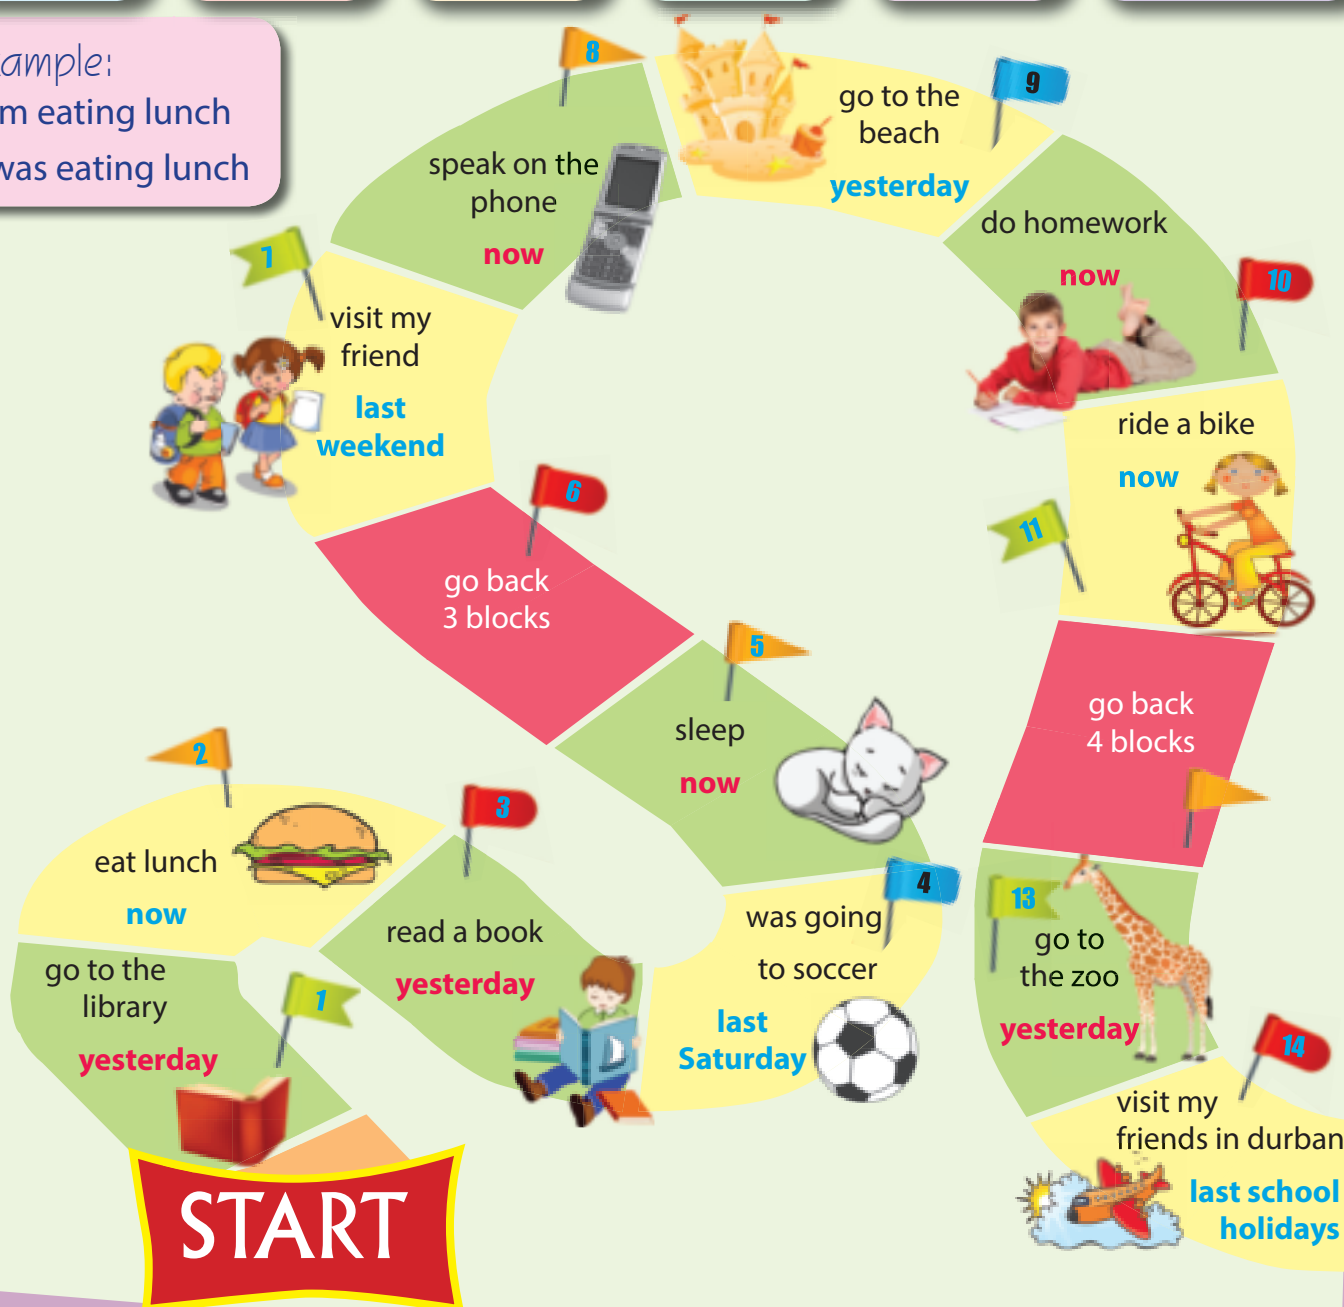 ample:
m eating lunch
was eating lunch
START
1
go to the
library
yesterday
2
eat lunch
now
3
read a book
yesterday
4
was going
to soccer
last
Saturday
5
sleep
now
6
go back
3 blocks
7
visit my
friend
last
weekend
8
speak on the
phone
now
9
go to the
beach
yesterday
10
do homework
now
11
ride a bike
now
go back
4 blocks
13
go to
the zoo
yesterday
14
visit my
friends in durban
last school
holidays